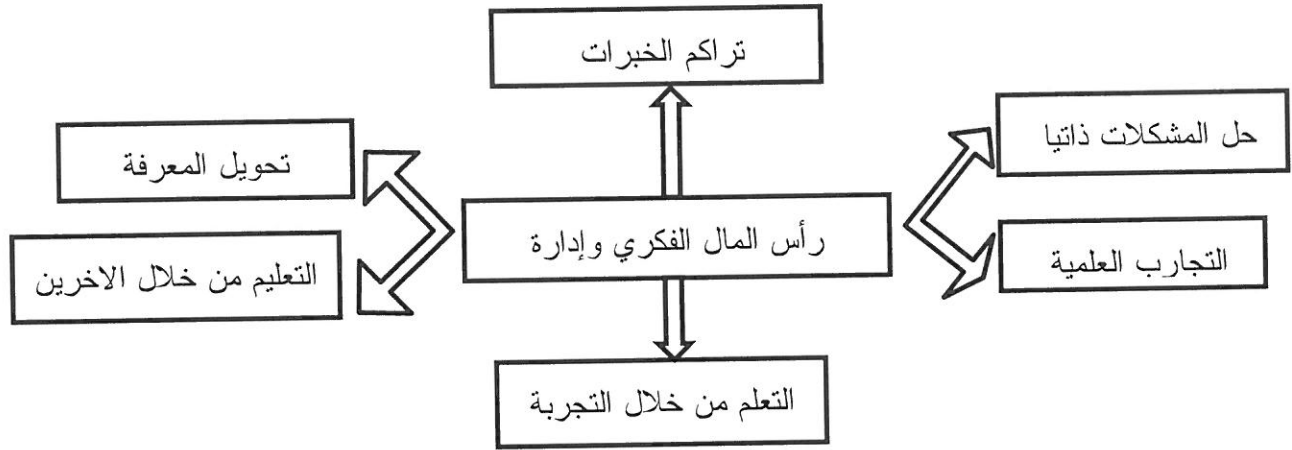 تراكم الخبرات
حل المشكلات ذاتيا
تحويل المعرفة
رأس المال الفكري وإدارة
التجارب العلمية
التعليم من خلال الاخرين
التعلم من خلال التجربة